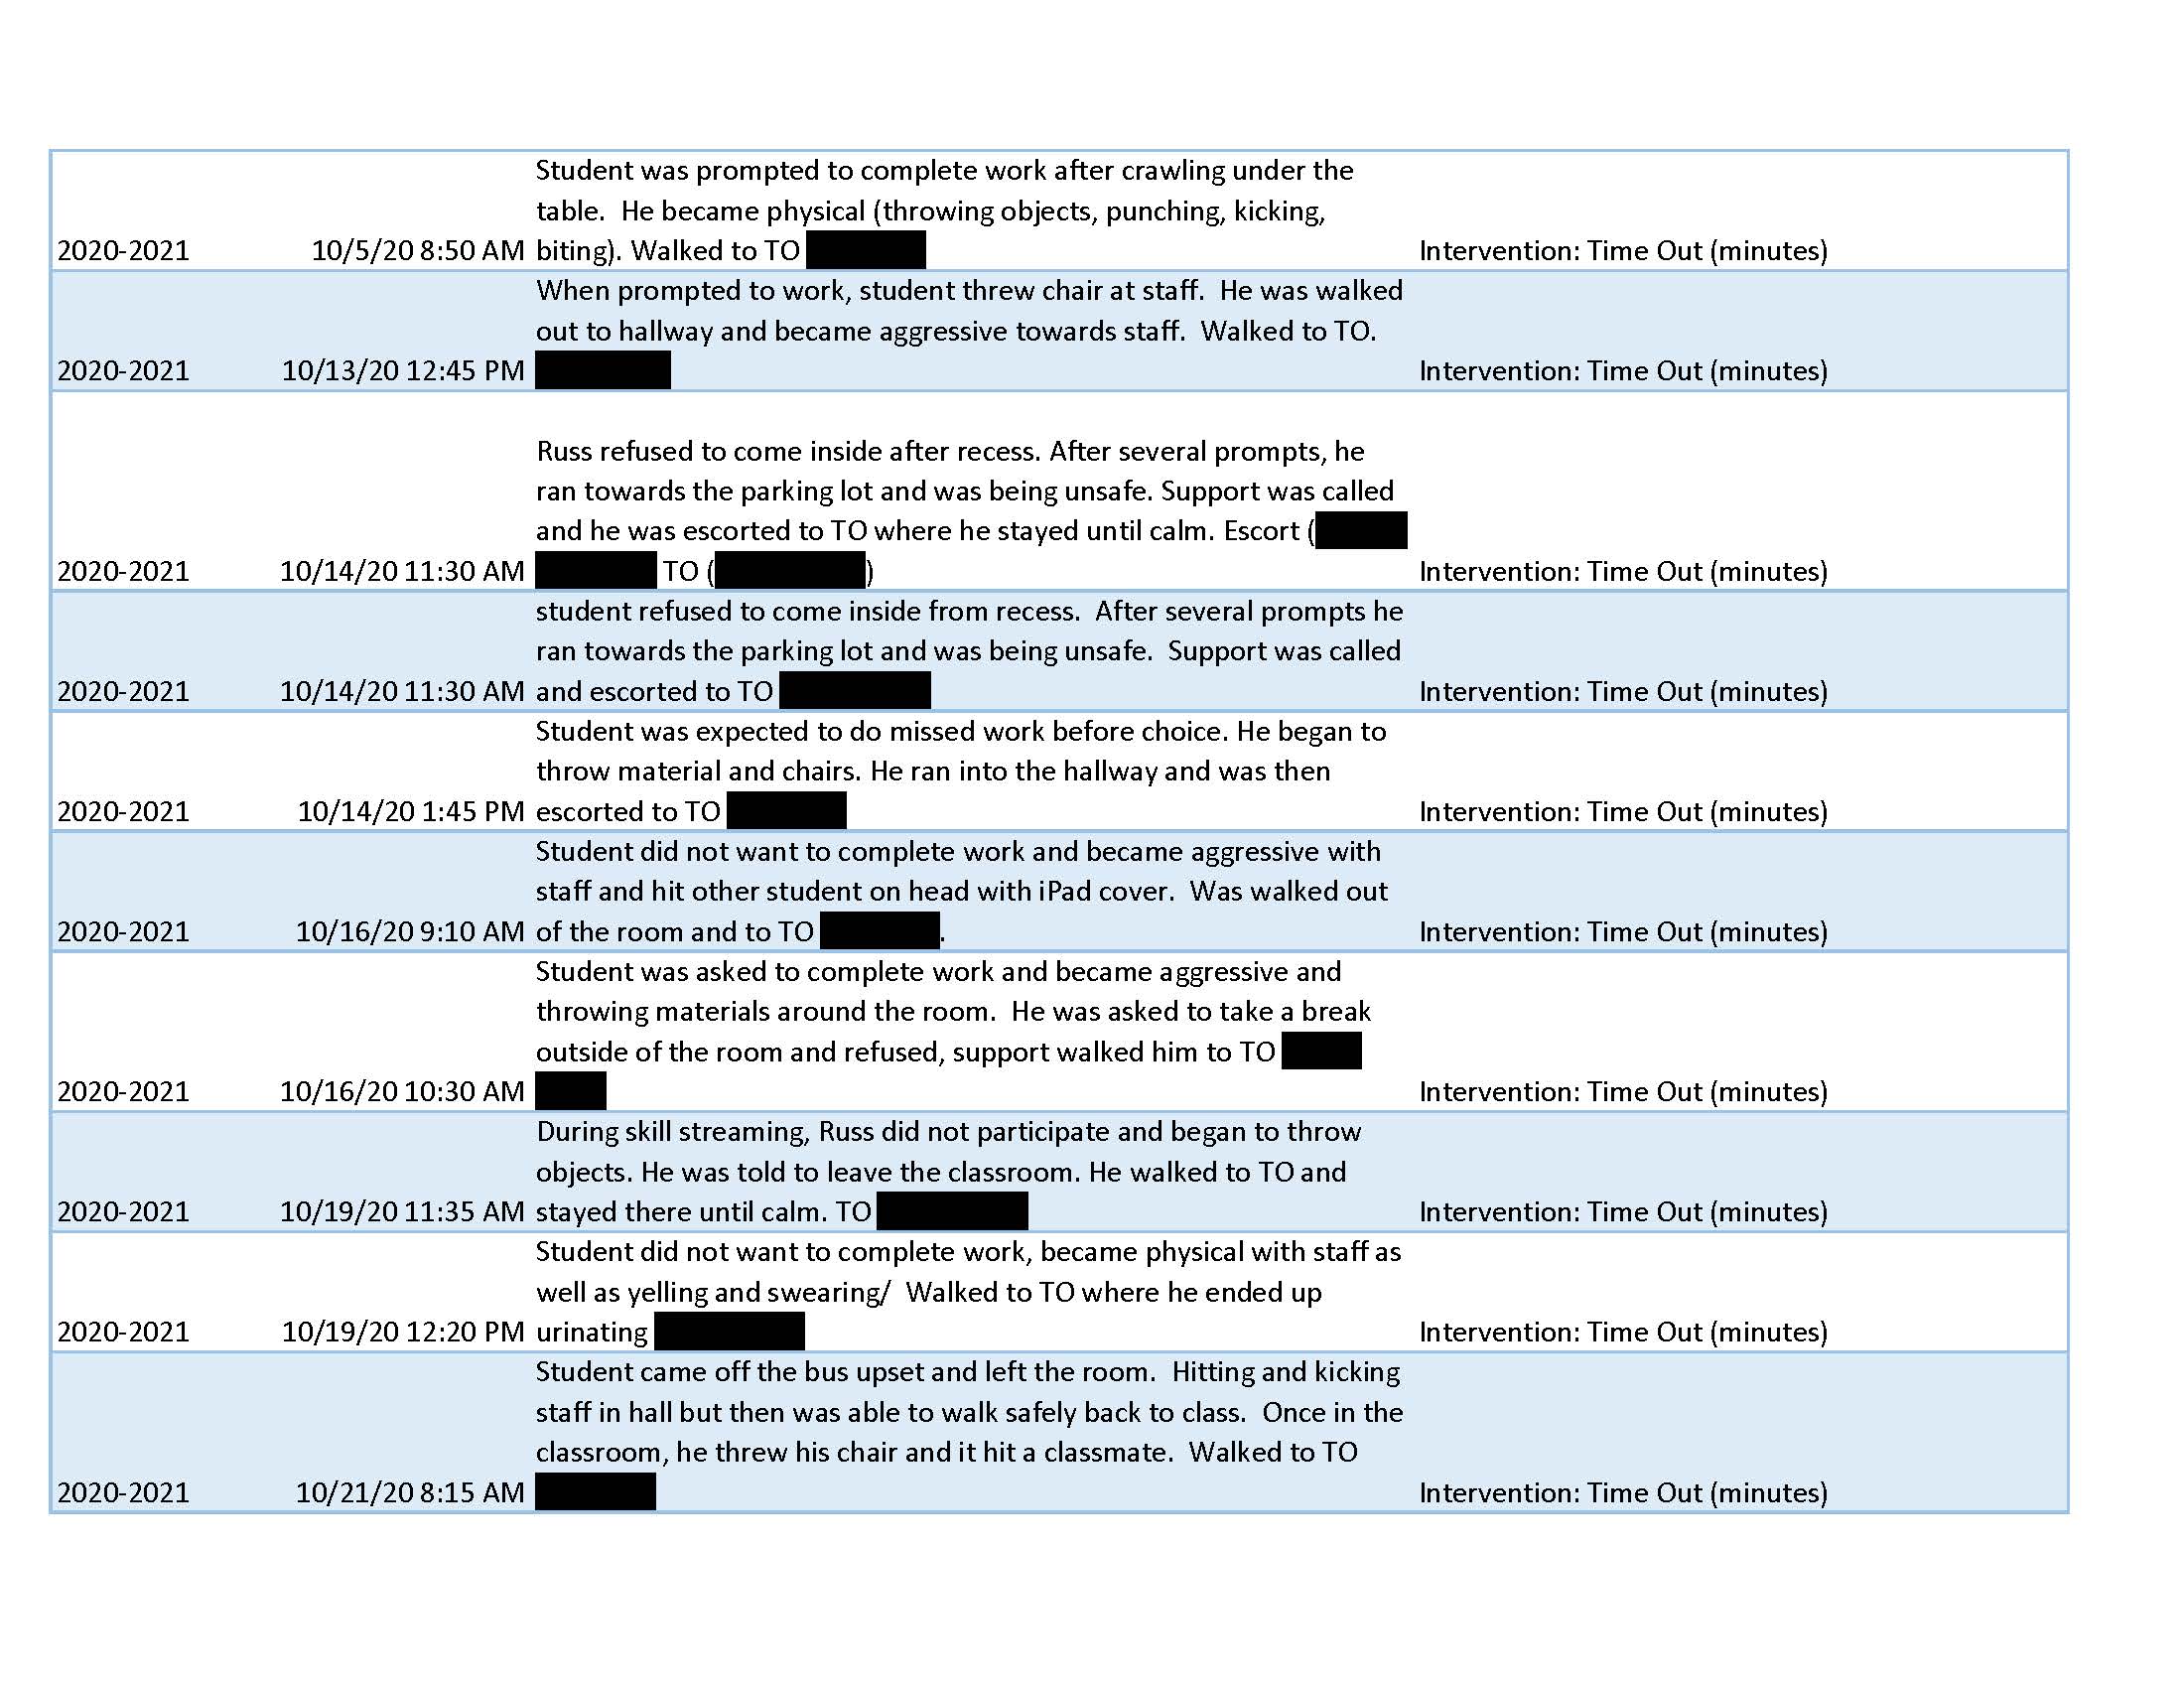 Student was prompted to complete work after crawling under the
table.  He became physical (throwing objects, punching, kicking,
2020-2021 10/5/20 8:50 AM biting). Walked to TO Intervention: Time Out (minutes)
When prompted to work, student threw chair at staff.  He was walked
out to hallway and became aggressive towards staff.  Walked to TO.
2020-2021 10/13/20 12:45 PM Intervention: Time Out (minutes)
Russ refused to come inside after recess. After several prompts, he
ran towards the parking lot and was being unsafe. Support was called
and he was escorted to TO where he stayed until calm. Escort (
2020-2021 10/14/20 11:30 AM TO ( ) Intervention: Time Out (minutes)
student refused to come inside from recess.  After several prompts he
ran towards the parking lot and was being unsafe.  Support was called
2020-2021 10/14/20 11:30 AM and escorted to TO Intervention: Time Out (minutes)
Student was expected to do missed work before choice. He began to
throw material and chairs. He ran into the hallway and was then
2020-2021 10/14/20 1:45 PM escorted to TO Intervention: Time Out (minutes)
Student did not want to complete work and became aggressive with
staff and hit other student on head with iPad cover.  Was walked out
2020-2021 10/16/20 9:10 AM of the room and to TO . Intervention: Time Out (minutes)
Student was asked to complete work and became aggressive and
throwing materials around the room.  He was asked to take a break
outside of the room and refused, support walked him to TO
2020-2021 10/16/20 10:30 AM Intervention: Time Out (minutes)
During skill streaming, Russ did not participate and began to throw
objects. He was told to leave the classroom. He walked to TO and
2020-2021 10/19/20 11:35 AM stayed there until calm. TO Intervention: Time Out (minutes)
Student did not want to complete work, became physical with staff as
well as yelling and swearing/  Walked to TO where he ended up
2020-2021 10/19/20 12:20 PM urinating Intervention: Time Out (minutes)
Student came off the bus upset and left the room.  Hitting and kicking
staff in hall but then was able to walk safely back to class.  Once in the
classroom, he threw his chair and it hit a classmate.  Walked to TO
2020-2021 10/21/20 8:15 AM Intervention: Time Out (minutes)